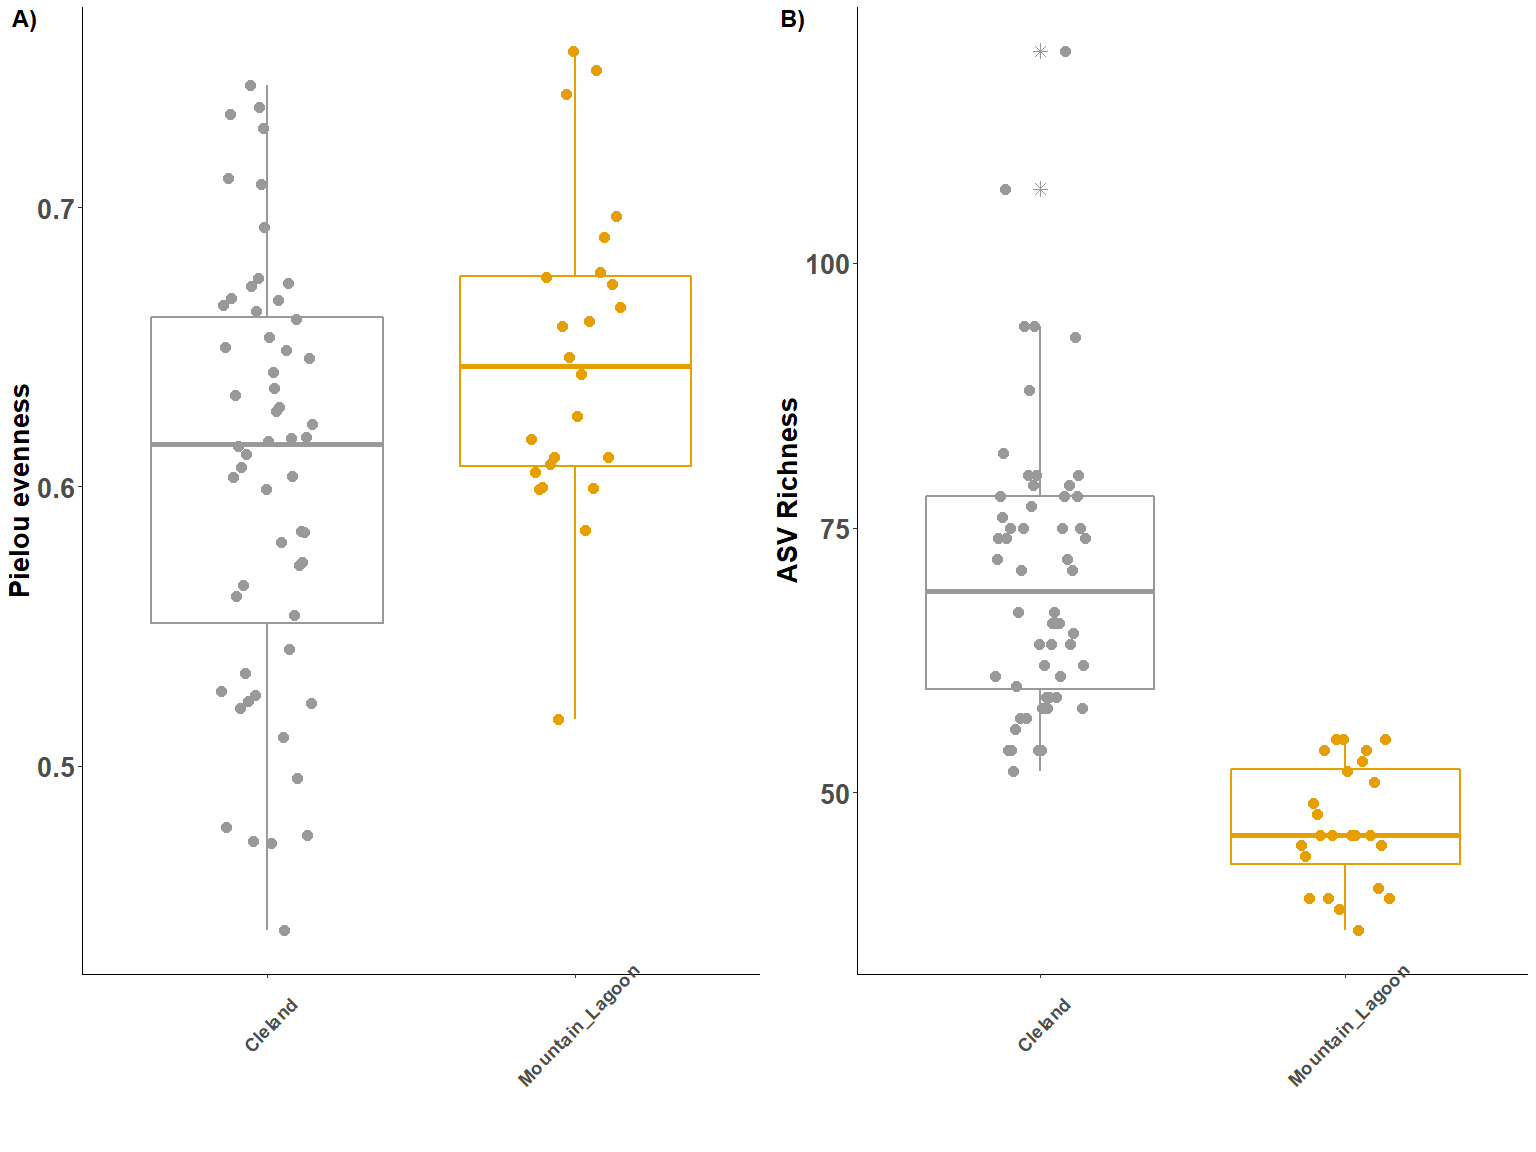 A)
Pielou evenness
0.7
0.6
0.5
Cleland
Mountain_Lagoon
B)
ASV Richness
100
75
50
Cleland
Mountain_Lagoon